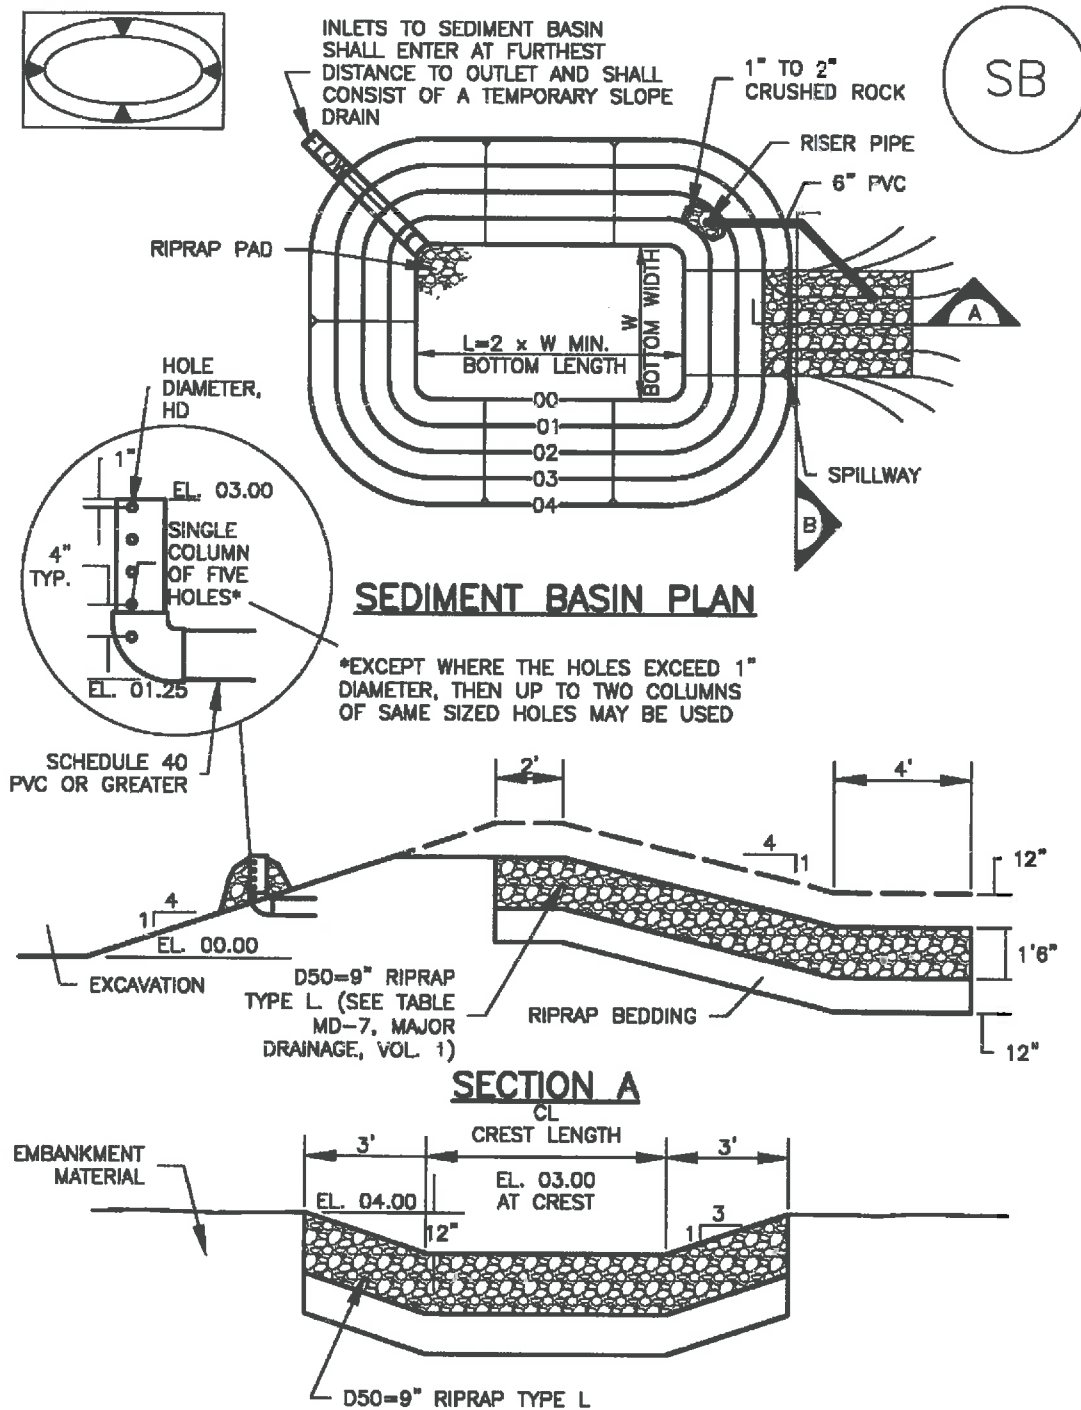 INLETS TO SEDIMENT BASIN
SHALL ENTER AT FURTHEST
DISTANCE TO OUTLET AND SHALL
CONSIST OF A TEMPORARY SLOPE
DRAIN
1" TO 2"
CRUSHED ROCK
SB
RISER PIPE
6" PVC
FLOW
RIPRAP PAD
W
BOTTOM WIDTH
A
L=2 x W MIN.
BOTTOM LENGTH
00
01
02
03
04
HOLE
DIAMETER,
HD
SPILLWAY
B
1"
EL. 03.00
SINGLE
COLUMN
OF FIVE
HOLES*
4"
TYP.
EL. 01.25
SEDIMENT BASIN PLAN
*EXCEPT WHERE THE HOLES EXCEED 1"
DIAMETER, THEN UP TO TWO COLUMNS
OF SAME SIZED HOLES MAY BE USED
SCHEDULE 40
PVC OR GREATER
2'
4'
4
1
12"
4
1
EL. 00.00
1'6"
EXCAVATION
D50=9" RIPRAP
TYPE L. (SEE TABLE
MD-7, MAJOR
DRAINAGE, VOL. 1)
RIPRAP BEDDING
12"
SECTION A
CL
CREST LENGTH
3'
3'
EMBANKMENT
MATERIAL
EL. 04.00
EL. 03.00
AT CREST
12"
3
1
D50=9" RIPRAP TYPE L